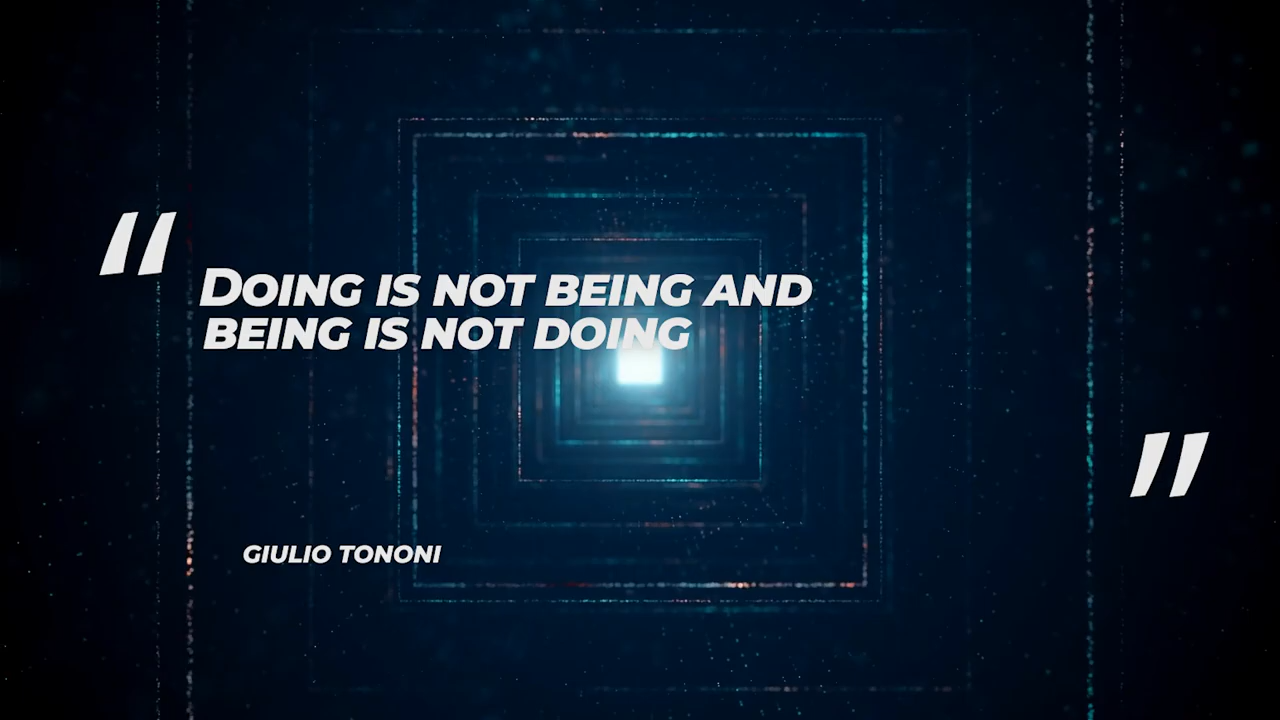 “
DOING IS NOT BEING AND
BEING IS NOT DOING
”
GIULIO TONONI